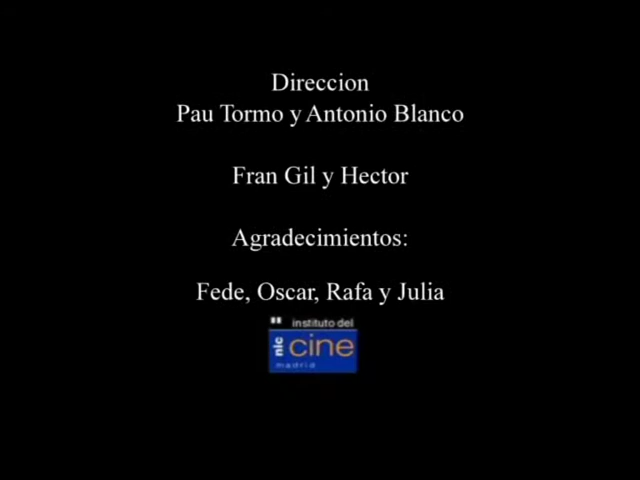 Direccion
Pau Tormo y Antonio Blanco
Fran Gil y Hector
Agradecimientos:
Fede, Oscar, Rafa y Julia
instituto del
nic
cine
madrid